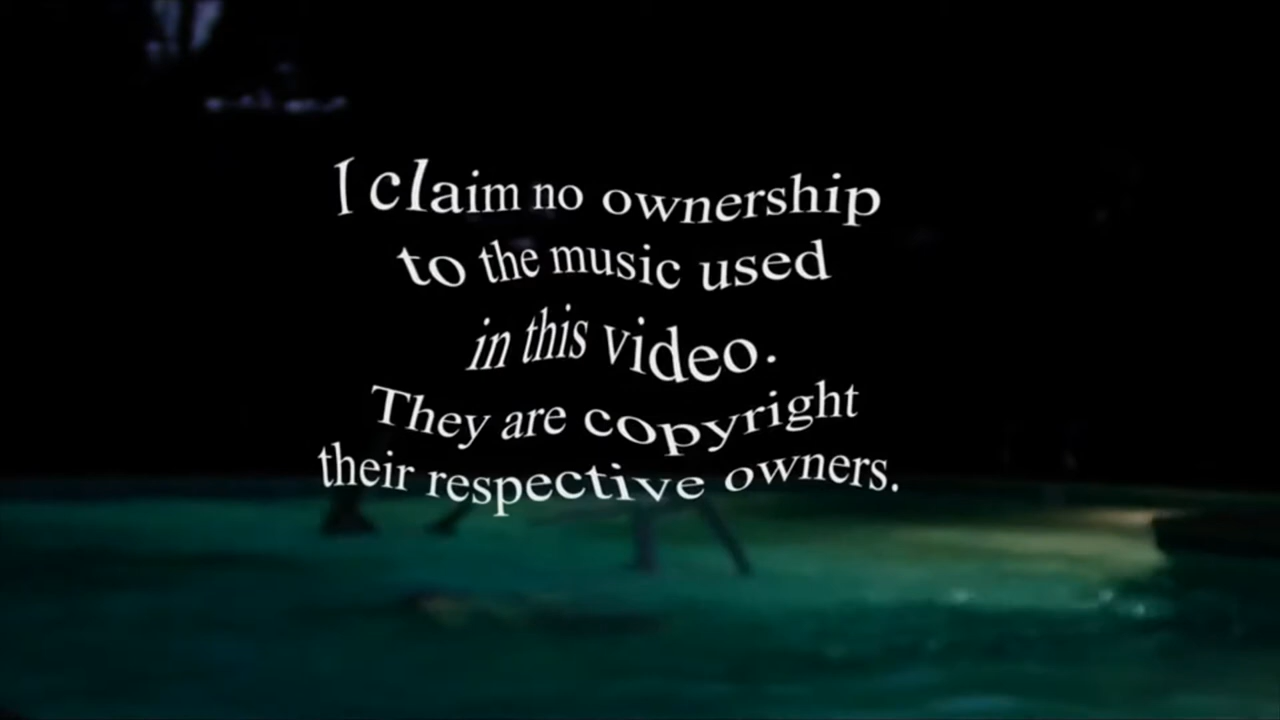 I claim no ownership
to the music used
in this video.
They are copyright
their respective owners.